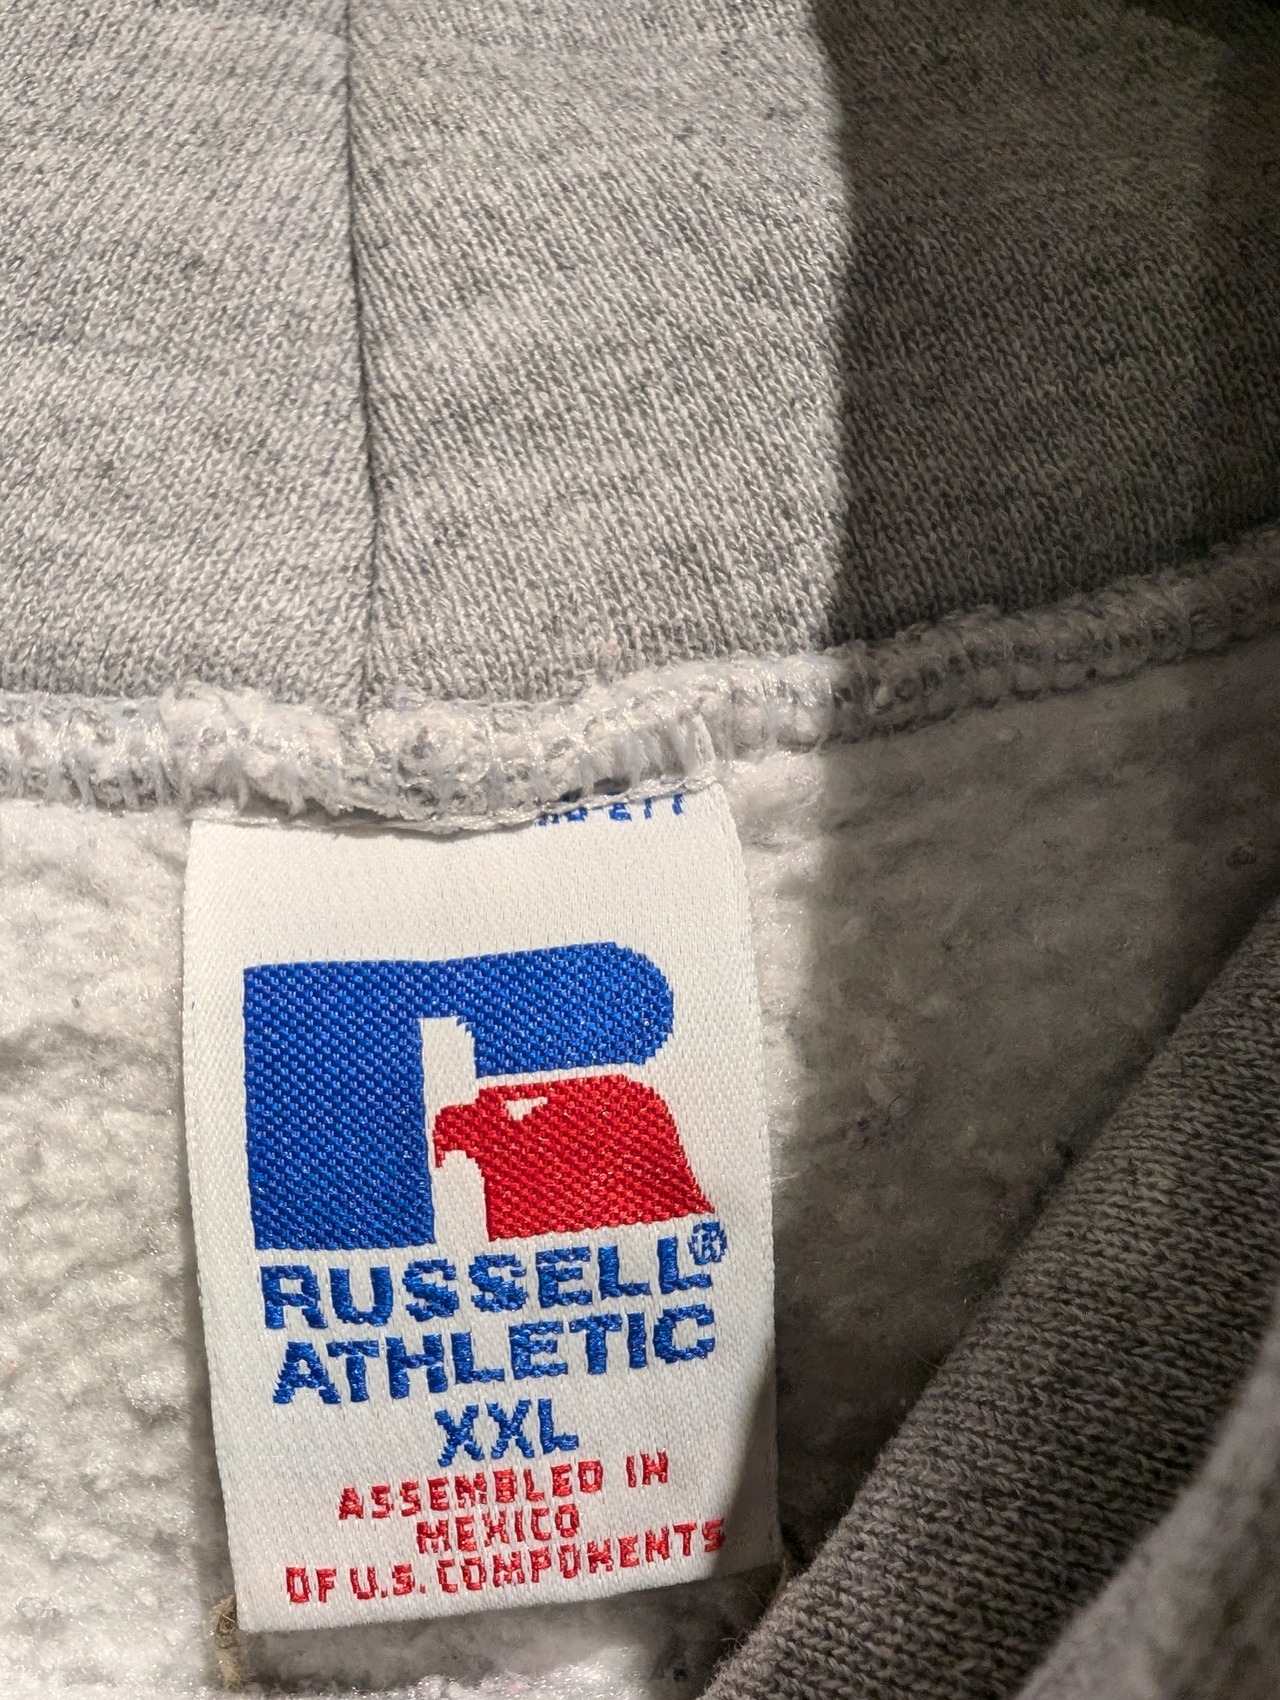 RUSSELL®
ATHLETIC
XXL
ASSEMBLED IN
MEXICO
OF U.S. COMPONENTS